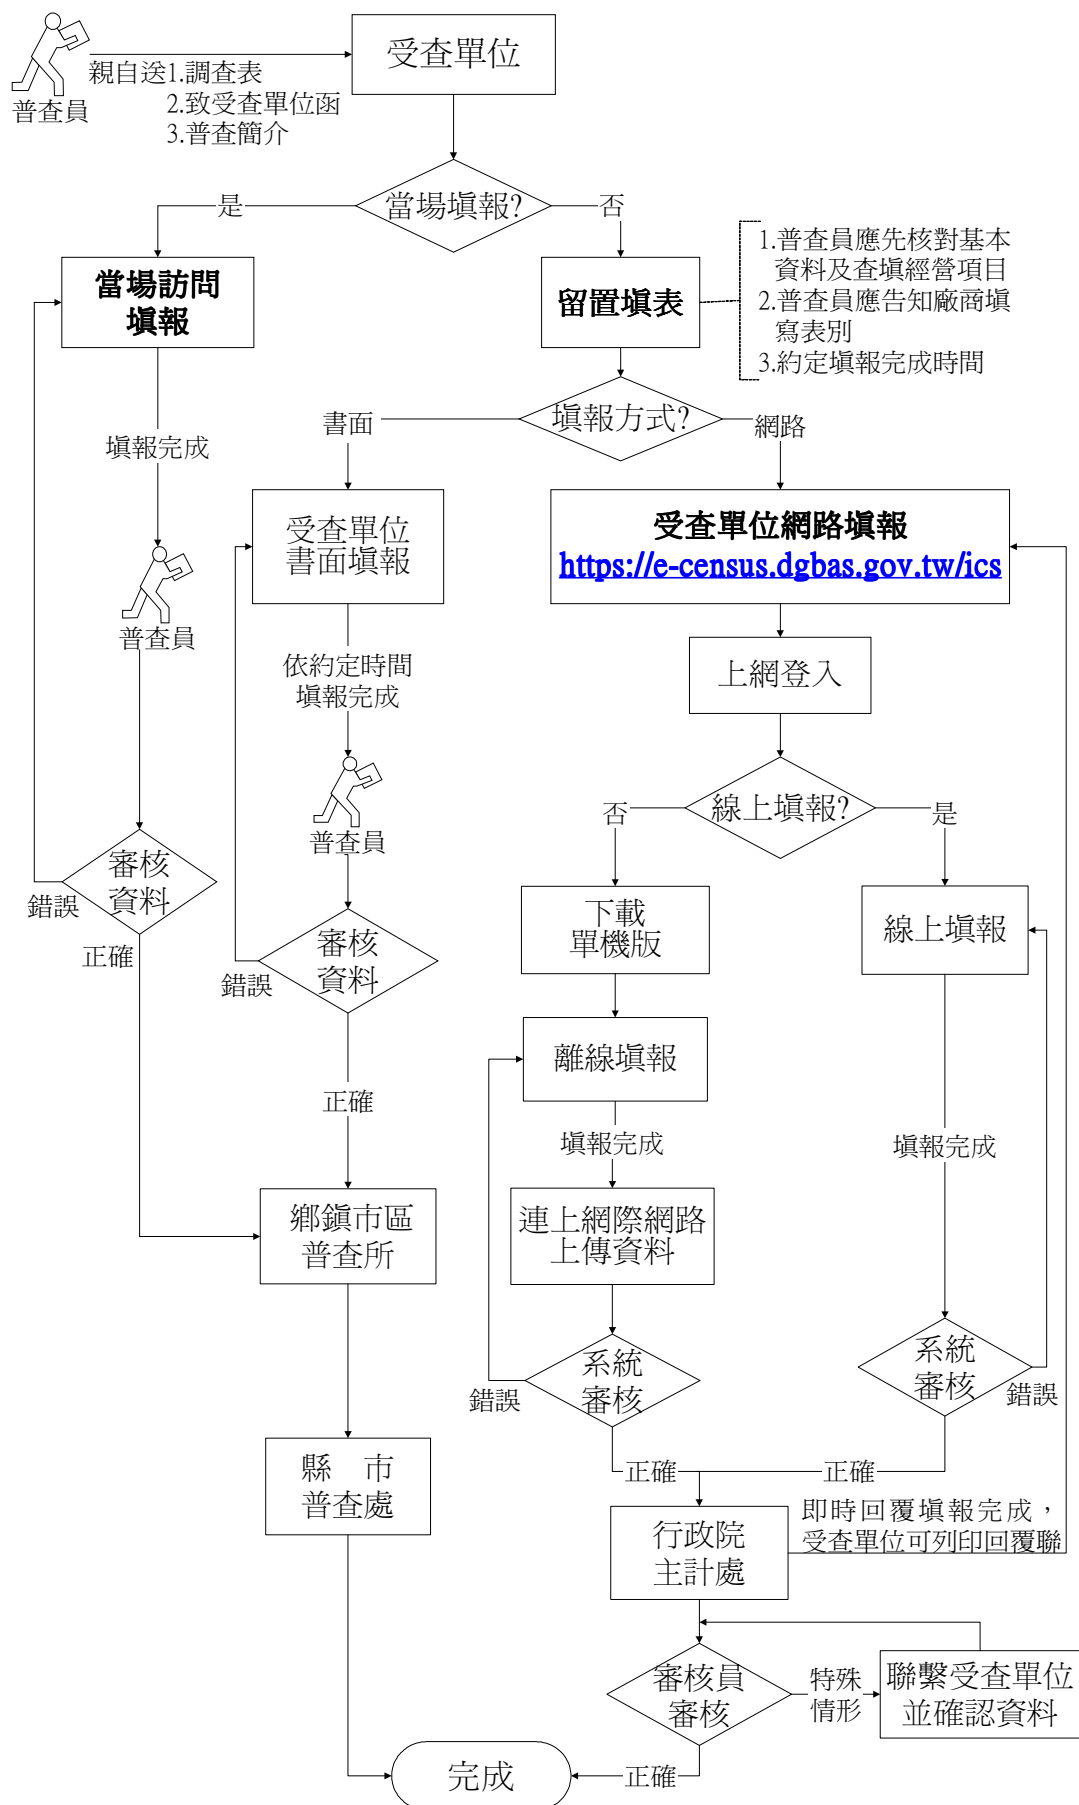 受查單位
親自送1.調查表
2.致受查單位函
3.普查簡介
普查員
當場填報?
是
否
當場訪問
填報
留置填表
1.普查員應先核對基本
資料及查填經營項目
2.普查員應告知廠商填
寫表別
3.約定填報完成時間
填報方式?
書面
網路
填報完成
受查單位
書面填報
受查單位網路填報
https://e-census.dgbas.gov.tw/ics
普查員
依約定時間
填報完成
上網登入
線上填報?
否
是
普查員
審核
資料
錯誤
正確
下載
單機版
線上填報
審核
資料
錯誤
離線填報
正確
填報完成
填報完成
鄉鎮市區
普查所
連上網際網路
上傳資料
系統
審核
錯誤
系統
審核
錯誤
縣 市
普查處
正確
正確
行政院
主計處
即時回覆填報完成，
受查單位可列印回覆聯
審核員
審核
特殊
情形
聯繫受查單位
並確認資料
完成
正確